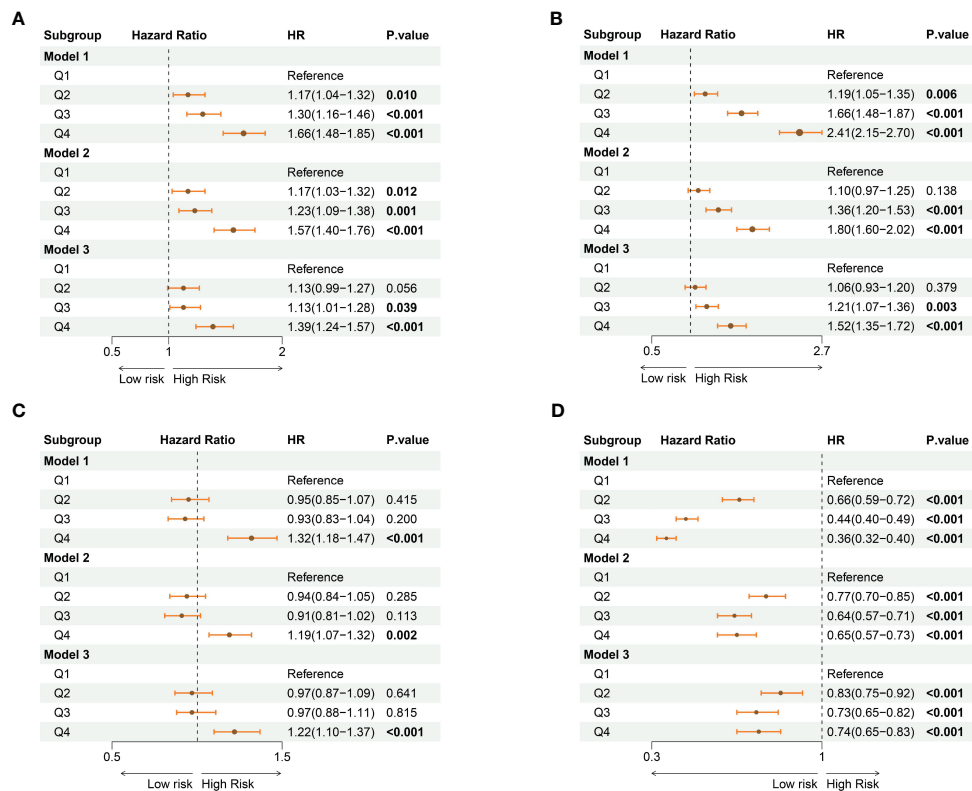 A
Subgroup Hazard Ratio HR P.value
Model 1
Q1 Reference
Q2 1.17(1.04−1.32) 0.010
Q3 1.30(1.16−1.46) <0.001
Q4 1.66(1.48−1.85) <0.001
Model 2
Q1 Reference
Q2 1.17(1.03−1.32) 0.012
Q3 1.23(1.09−1.38) 0.001
Q4 1.57(1.40−1.76) <0.001
Model 3
Q1 Reference
Q2 1.13(0.99−1.27) 0.056
Q3 1.13(1.01−1.28) 0.039
Q4 1.39(1.24−1.57) <0.001
0.5 1 2
Low risk High Risk
B
Subgroup Hazard Ratio HR P.value
Model 1
Q1 Reference
Q2 1.19(1.05−1.35) 0.006
Q3 1.66(1.48−1.87) <0.001
Q4 2.41(2.15−2.70) <0.001
Model 2
Q1 Reference
Q2 1.10(0.97−1.25) 0.138
Q3 1.36(1.20−1.53) <0.001
Q4 1.80(1.60−2.02) <0.001
Model 3
Q1 Reference
Q2 1.06(0.93−1.20) 0.379
Q3 1.21(1.07−1.36) 0.003
Q4 1.52(1.35−1.72) <0.001
0.5 2.7
Low risk High Risk
C
Subgroup Hazard Ratio HR P.value
Model 1
Q1 Reference
Q2 0.95(0.85−1.07) 0.415
Q3 0.93(0.83−1.04) 0.200
Q4 1.32(1.18−1.47) <0.001
Model 2
Q1 Reference
Q2 0.94(0.84−1.05) 0.285
Q3 0.91(0.81−1.02) 0.113
Q4 1.19(1.07−1.32) 0.002
Model 3
Q1 Reference
Q2 0.97(0.87−1.09) 0.641
Q3 0.97(0.88−1.11) 0.815
Q4 1.22(1.10−1.37) <0.001
0.5 1.5
Low risk High Risk
D
Subgroup Hazard Ratio HR P.value
Model 1
Q1 Reference
Q2 0.66(0.59−0.72) <0.001
Q3 0.44(0.40−0.49) <0.001
Q4 0.36(0.32−0.40) <0.001
Model 2
Q1 Reference
Q2 0.77(0.70−0.85) <0.001
Q3 0.64(0.57−0.71) <0.001
Q4 0.65(0.57−0.73) <0.001
Model 3
Q1 Reference
Q2 0.83(0.75−0.92) <0.001
Q3 0.73(0.65−0.82) <0.001
Q4 0.74(0.65−0.83) <0.001
0.3 1
Low risk High Risk